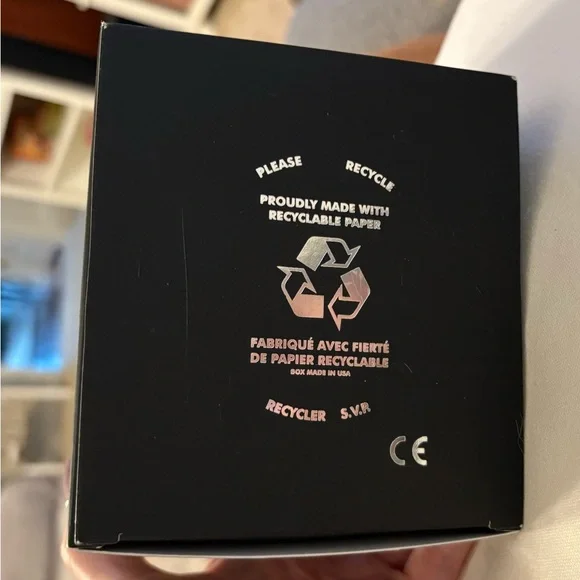 PLEASE RECYCLE
PROUDLY MADE WITH
RECYCLABLE PAPER
FABRIQUÉ AVEC FIERTÉ
DE PAPIER RECYCLABLE
BOX MADE IN USA
RECYCLER S.V.P.
CE